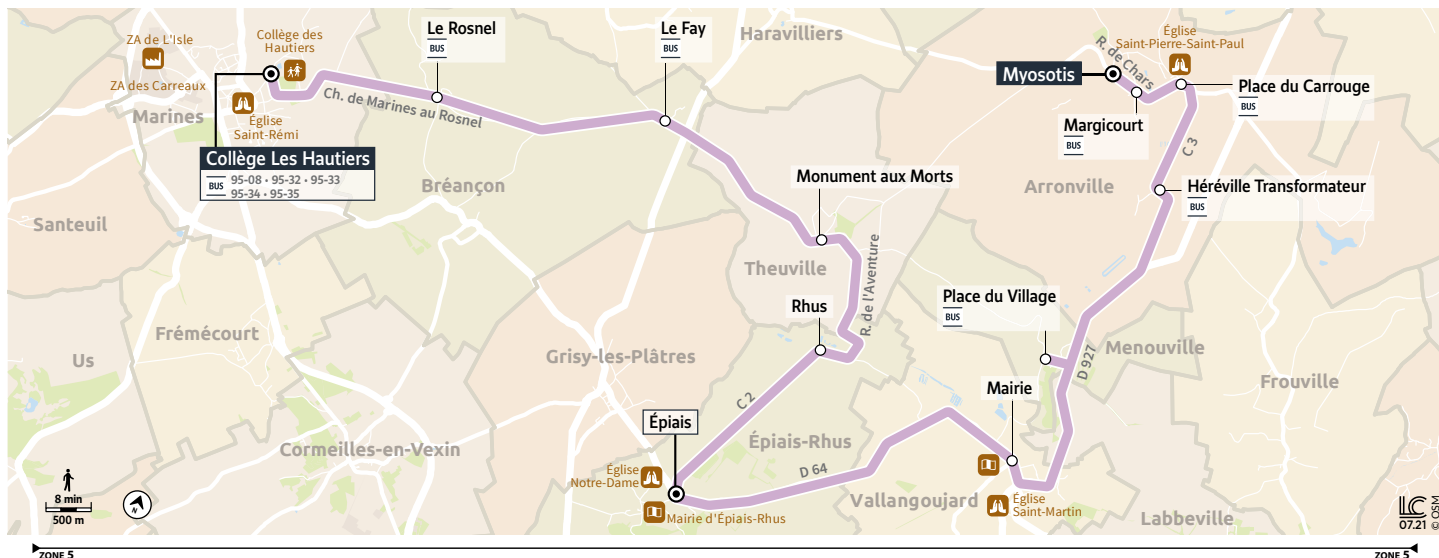 ZA de L'Isle
ZA des Carreaux
Marines
Collège des
Hautiers
Église
Saint-Rémi
Collège Les Hautiers
BUS
95-08 • 95-32 • 95-33
95-34 • 95-35
Ch. de Marines au Rosnel
Le Rosnel
BUS
Le Fay
BUS
Haravilliers
Bréançon
Santeuil
Frémécourt
Us
Cormeilles-en-Vexin
Grisy-les-Plâtres
Monument aux Morts
Theuville
R. de l'Aventure
Rhus
C 2
Épiais
Église
Notre-Dame
Mairie d'Épiais-Rhus
Épiais-Rhus
D 64
Vallangoujard
Mairie
Église
Saint-Martin
Labbeville
Place du Village
BUS
D 927
Menouville
Frouville
Arronville
Héréville Transformateur
BUS
C 3
Place du Carrouge
BUS
Église
Saint-Pierre-Saint-Paul
R. de Chars
Myosotis
Margicourt
BUS
8 min
500 m
N
LC
07.21
© OSM
ZONE 5
ZONE 5